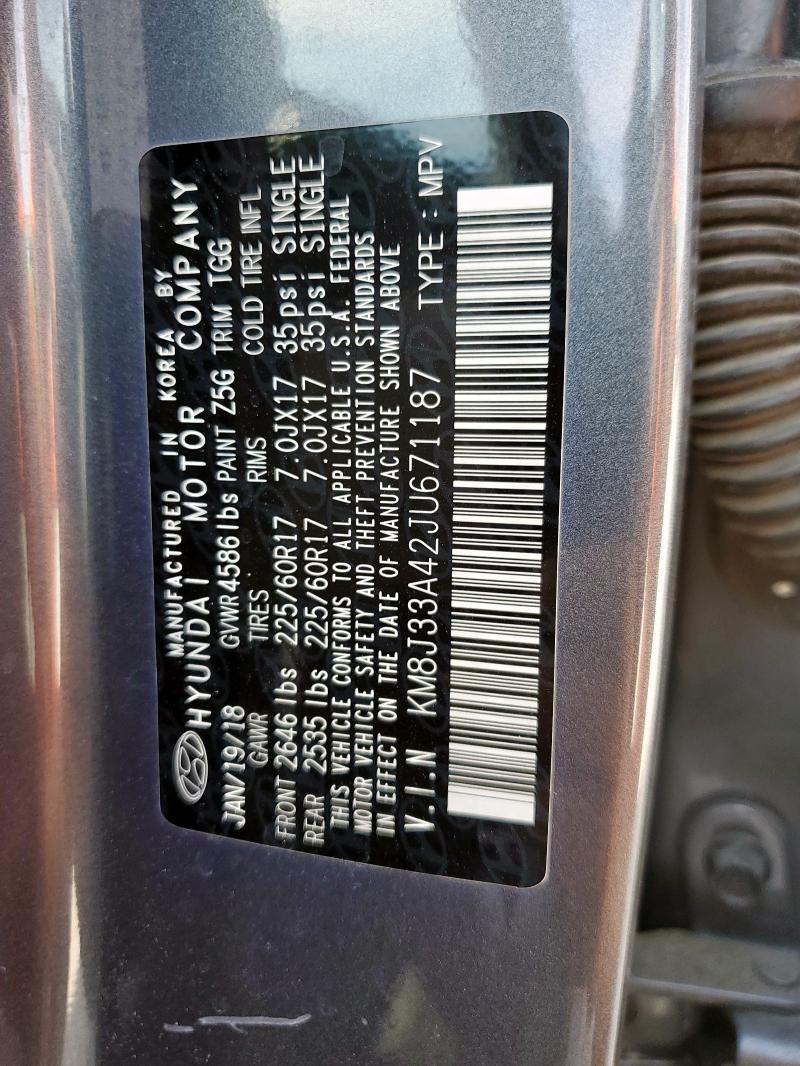 MANUFACTURED IN KOREA BY
HYUNDAI MOTOR COMPANY
JAN/19/18 GVWR 4586lbs PAINT Z5G TRIM TGG
GAWR TIRES RIMS COLD TIRE INFL
FRONT 2646 lbs 225/60R17 7.0JX17 35psi SINGLE
REAR 2535 lbs 225/60R17 7.0JX17 35psi SINGLE
THIS VEHICLE CONFORMS TO ALL APPLICABLE U.S.A. FEDERAL
MOTOR VEHICLE SAFETY AND THEFT PREVENTION STANDARDS
IN EFFECT ON THE DATE OF MANUFACTURE SHOWN ABOVE
V.I.N KM8J33A42JU671187 TYPE : MPV